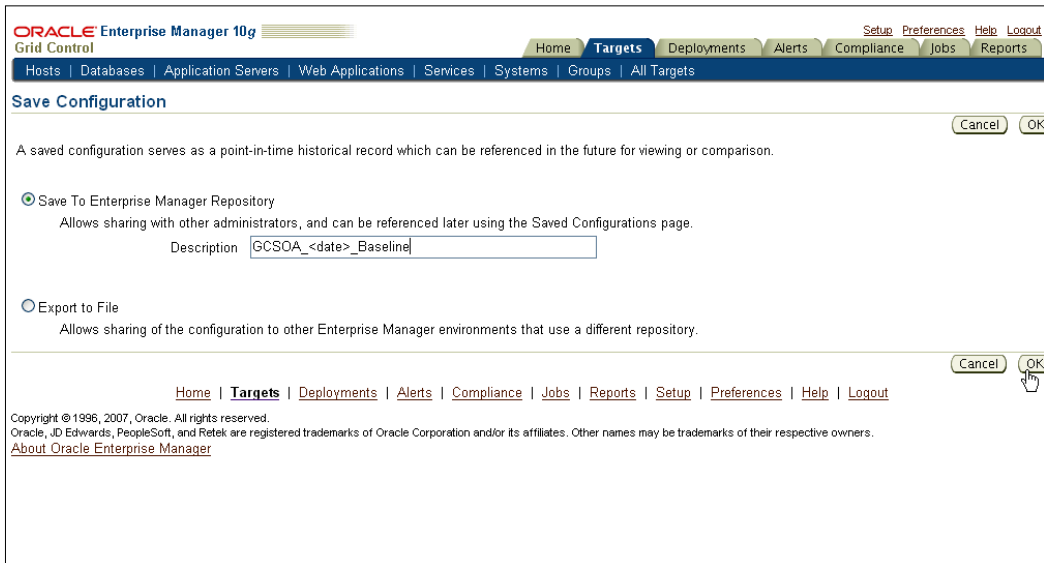 ORACLE Enterprise Manager 10g
Grid Control
Setup Preferences Help Logout
Home Targets Deployments Alerts Compliance Jobs Reports
Hosts | Databases | Application Servers | Web Applications | Services | Systems | Groups | All Targets
Save Configuration
Cancel OK
A saved configuration serves as a point-in-time historical record which can be referenced in the future for viewing or comparison.
Save To Enterprise Manager Repository
Allows sharing with other administrators, and can be referenced later using the Saved Configurations page.
Description GCSOA_<date>_Baseline
Export to File
Allows sharing of the configuration to other Enterprise Manager environments that use a different repository.
Cancel OK
Home | Targets | Deployments | Alerts | Compliance | Jobs | Reports | Setup | Preferences | Help | Logout
Copyright © 1996, 2007, Oracle. All rights reserved.
Oracle, JD Edwards, PeopleSoft, and Retek are registered trademarks of Oracle Corporation and/or its affiliates. Other names may be trademarks of their respective owners.
About Oracle Enterprise Manager